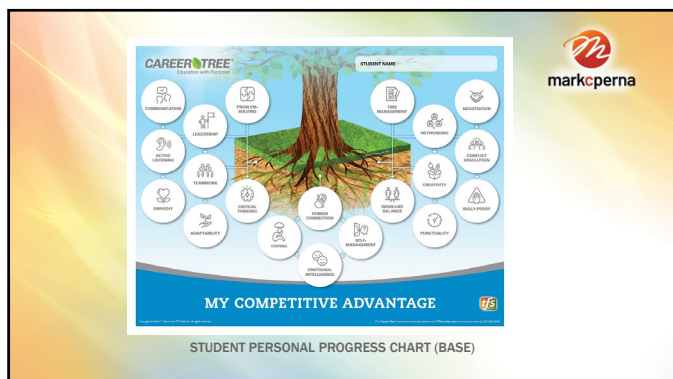 CAREER TREE®
Education with Purpose
STUDENT NAME:
markcperna
COMMUNICATION
LEADERSHIP
PROBLEM-
SOLVING
TIME
MANAGEMENT
NETWORKING
NEGOTIATION
ACTIVE
LISTENING
TEAMWORK
CONFLICT
RESOLUTION
CREATIVITY
EMPATHY
ADAPTABILITY
CRITICAL
THINKING
HUMAN
CONNECTION
WORK-LIFE
BALANCE
PUNCTUALITY
BULLY-PROOF
COPING
SELF-
MANAGEMENT
EMOTIONAL
INTELLIGENCE
MY COMPETITIVE ADVANTAGE
tfs
STUDENT PERSONAL PROGRESS CHART (BASE)